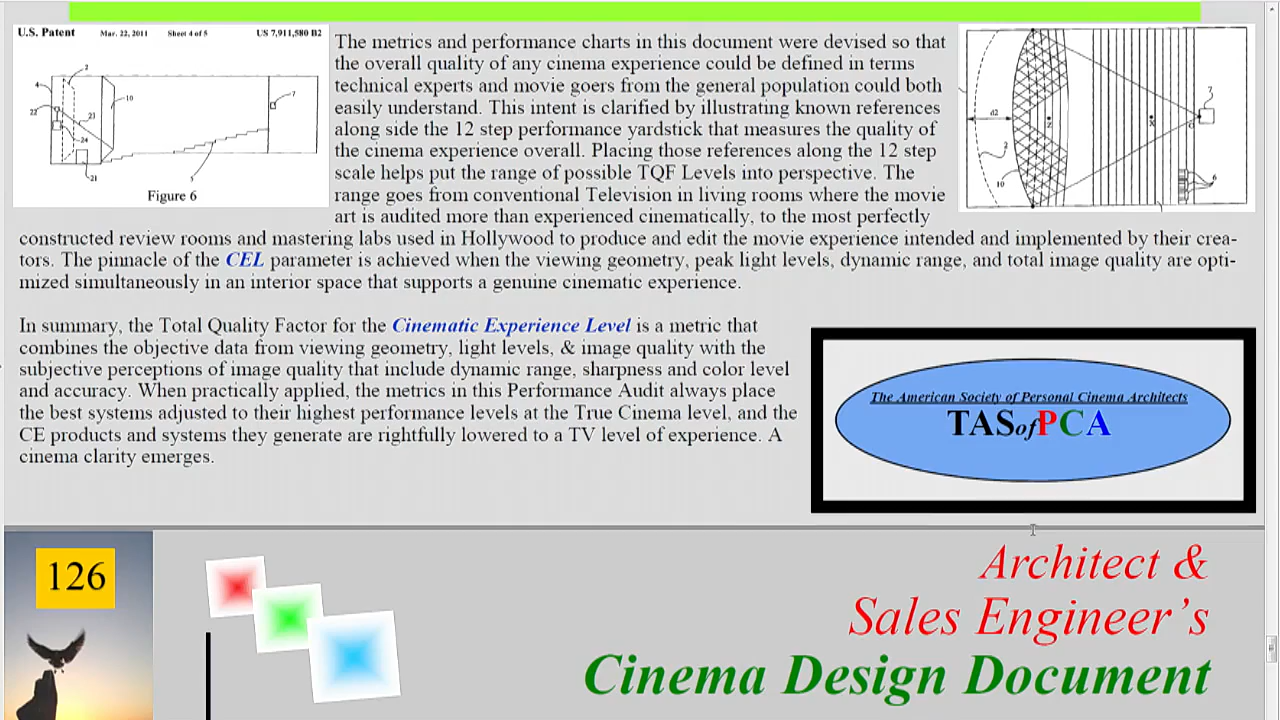 U.S. Patent Mar. 22, 2011 Sheet 4 of 5 US 7,911,580 B2
2
4
10
7
22
23
24
21
5
Figure 6
The metrics and performance charts in this document were devised so that
the overall quality of any cinema experience could be defined in terms
technical experts and movie goers from the general population could both
easily understand. This intent is clarified by illustrating known references
along side the 12 step performance yardstick that measures the quality of
the cinema experience overall. Placing those references along the 12 step
scale helps put the range of possible TQF Levels into perspective. The
range goes from conventional Television in living rooms where the movie
art is audited more than experienced cinematically, to the most perfectly
constructed review rooms and mastering labs used in Hollywood to produce and edit the movie experience intended and implemented by their crea-
tors. The pinnacle of the CEL parameter is achieved when the viewing geometry, peak light levels, dynamic range, and total image quality are opti-
mized simultaneously in an interior space that supports a genuine cinematic experience.
d2
2
10
X
3
6
In summary, the Total Quality Factor for the Cinematic Experience Level is a metric that
combines the objective data from viewing geometry, light levels, & image quality with the
subjective perceptions of image quality that include dynamic range, sharpness and color level
and accuracy. When practically applied, the metrics in this Performance Audit always place
the best systems adjusted to their highest performance levels at the True Cinema level, and the
CE products and systems they generate are rightfully lowered to a TV level of experience. A
cinema clarity emerges.
The American Society of Personal Cinema Architects
TASofPCA
126
Architect &
Sales Engineer's
Cinema Design Document